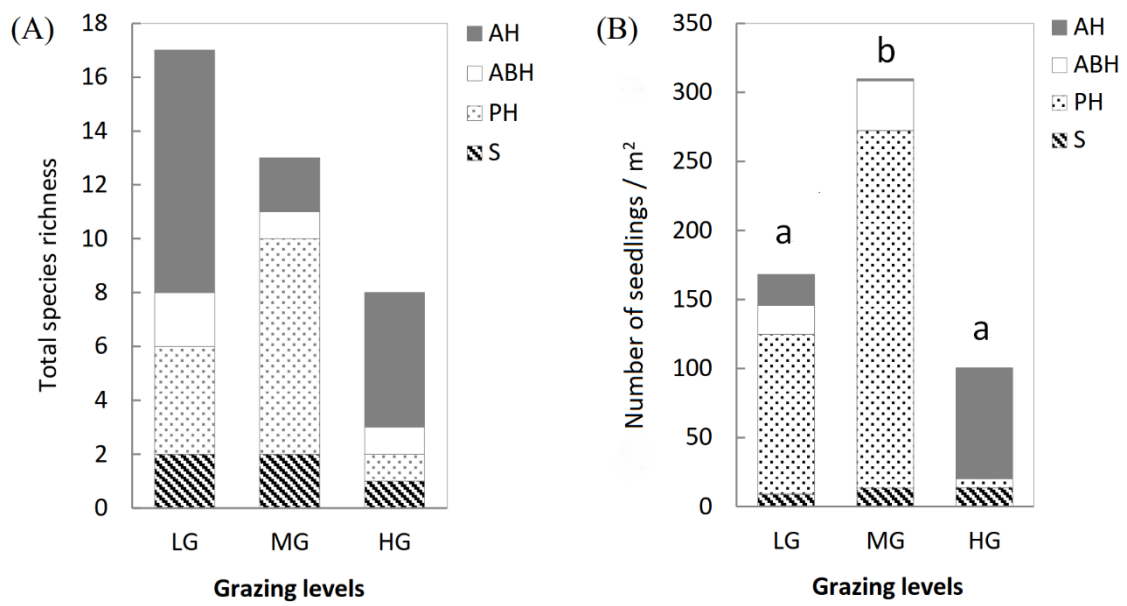 (A)
18
16
14
12
10
8
6
4
2
0
Total species richness
LG MG HG
Grazing levels
AH
ABH
PH
S
(B)
350
300
250
200
150
100
50
0
Number of seedlings / m²
a
b
a
LG MG HG
Grazing levels
AH
ABH
PH
S